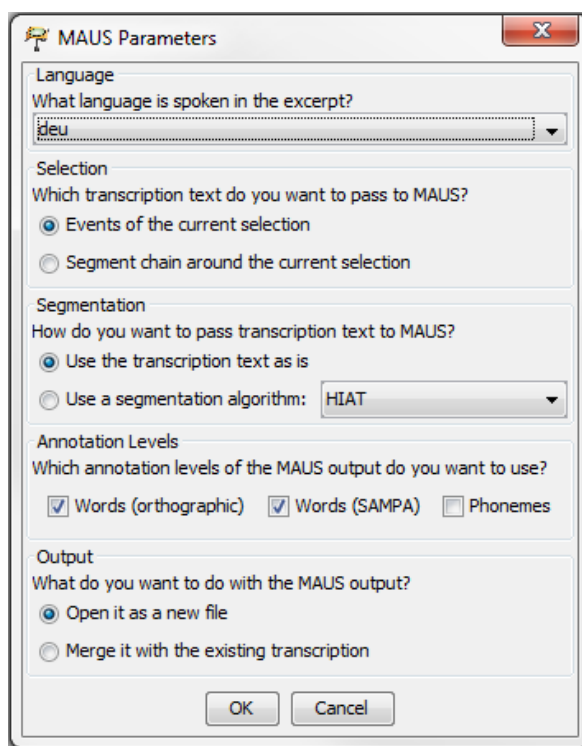 MAUS Parameters
Language
What language is spoken in the excerpt?
deu
Selection
Which transcription text do you want to pass to MAUS?
Events of the current selection
Segment chain around the current selection
Segmentation
How do you want to pass transcription text to MAUS?
Use the transcription text as is
Use a segmentation algorithm: HIAT
Annotation Levels
Which annotation levels of the MAUS output do you want to use?
Words (orthographic) Words (SAMPA) Phonemes
Output
What do you want to do with the MAUS output?
Open it as a new file
Merge it with the existing transcription
OK Cancel